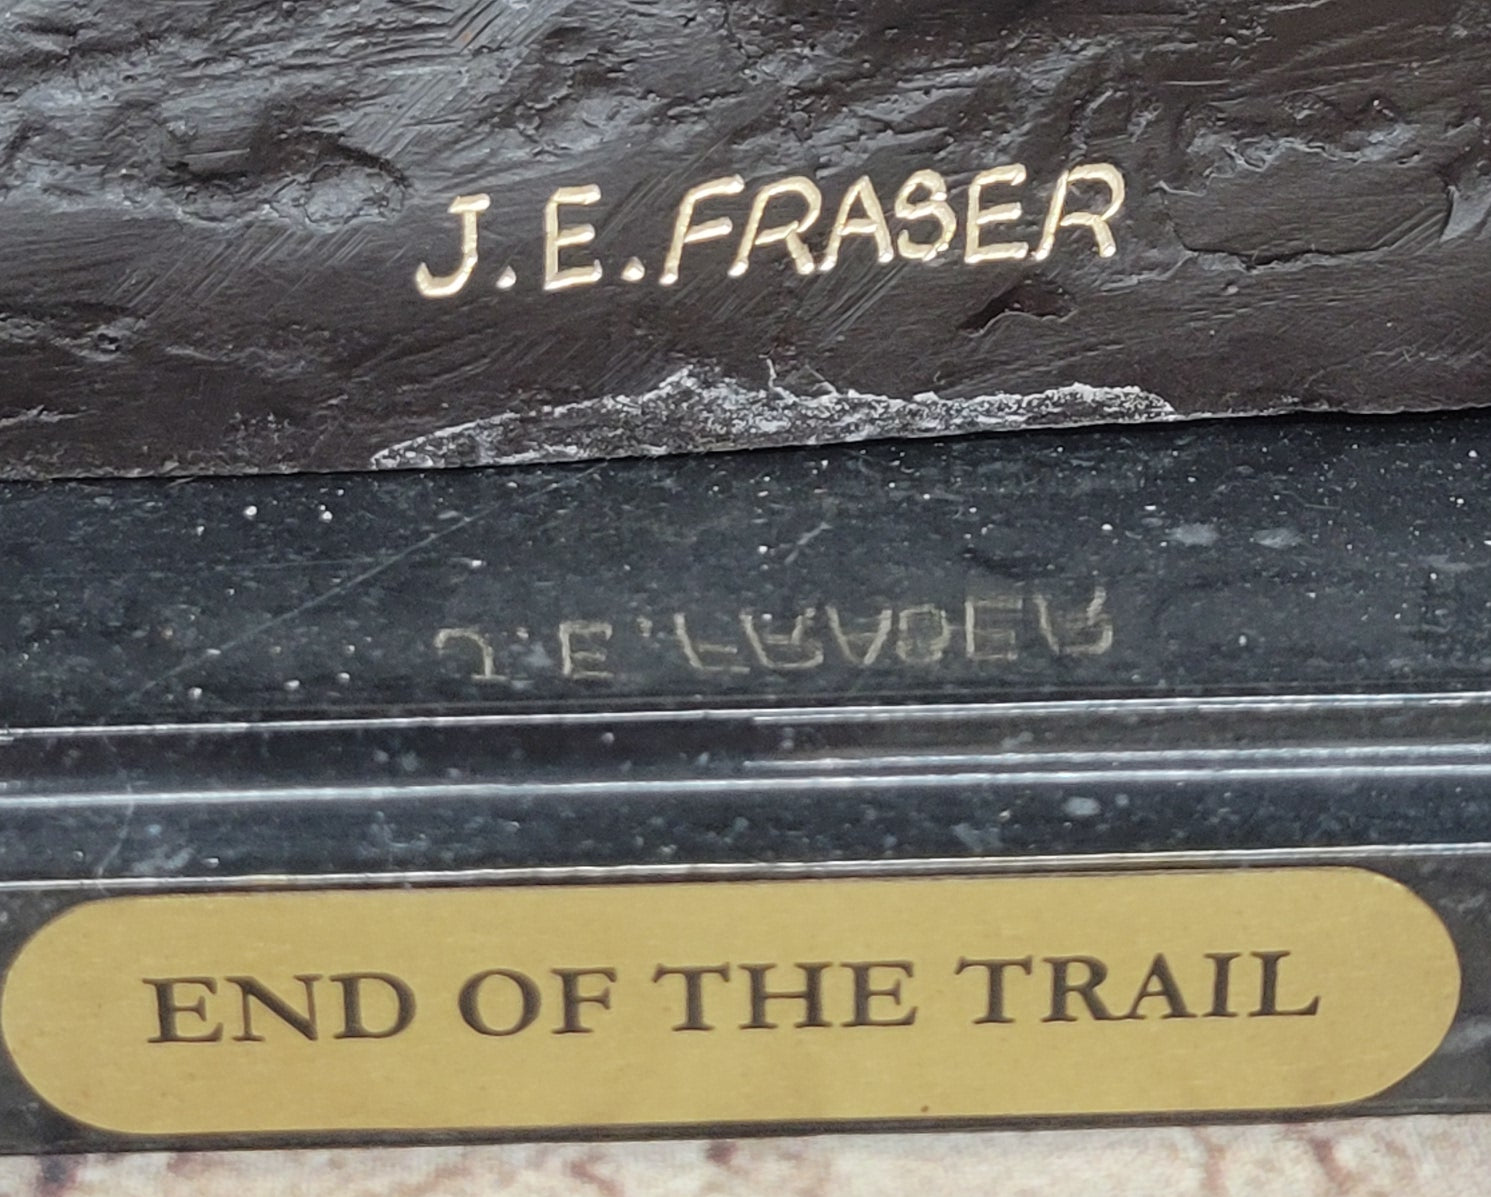 J.E.FRASER
END OF THE TRAIL